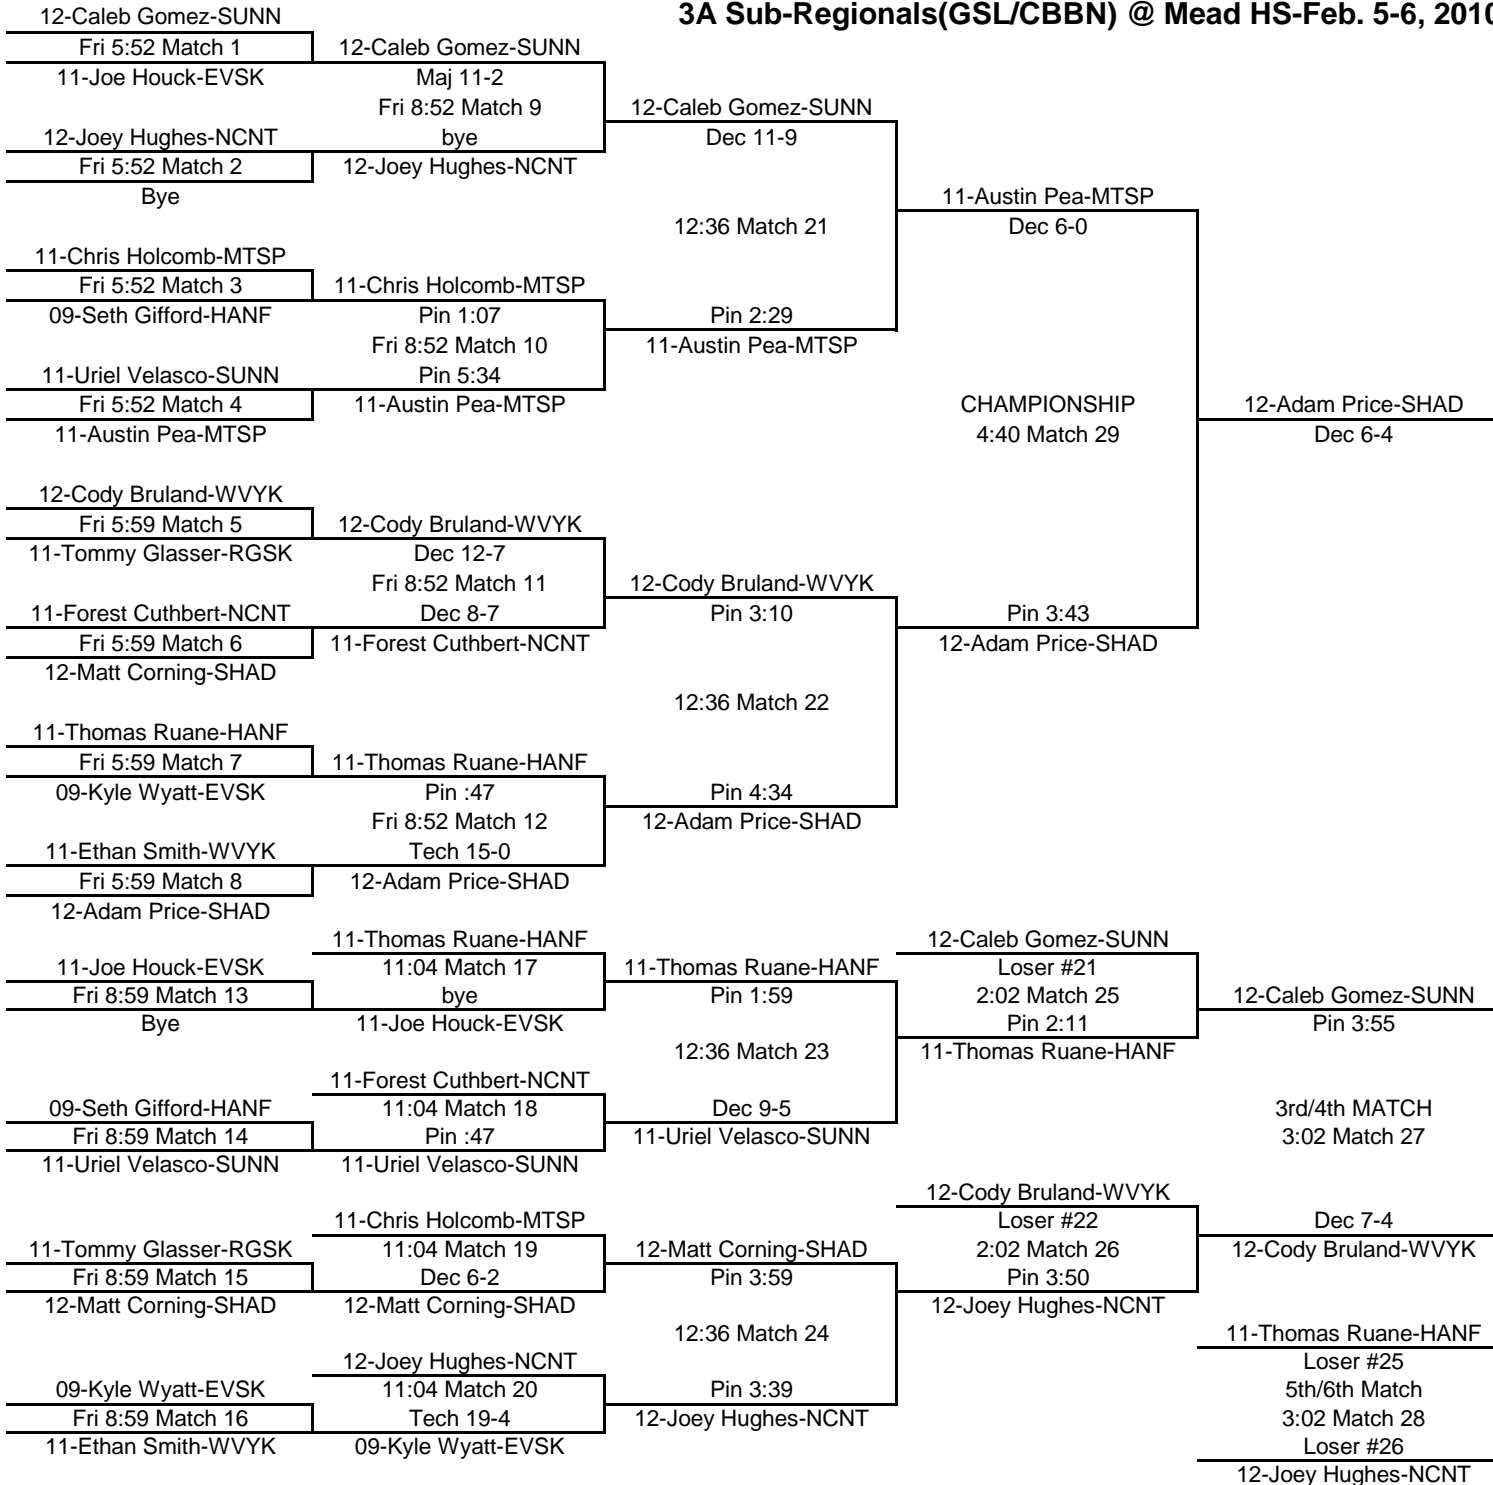 3A Sub-Regionals(GSL/CBBN) @ Mead HS-Feb. 5-6, 2010
12-Caleb Gomez-SUNN
Fri 5:52 Match 1
11-Joe Houck-EVSK
12-Joey Hughes-NCNT
Fri 5:52 Match 2
Bye
11-Chris Holcomb-MTSP
Fri 5:52 Match 3
09-Seth Gifford-HANF
11-Uriel Velasco-SUNN
Fri 5:52 Match 4
11-Austin Pea-MTSP
12-Cody Bruland-WVYK
Fri 5:59 Match 5
11-Tommy Glasser-RGSK
11-Forest Cuthbert-NCNT
Fri 5:59 Match 6
12-Matt Corning-SHAD
11-Thomas Ruane-HANF
Fri 5:59 Match 7
09-Kyle Wyatt-EVSK
11-Ethan Smith-WVYK
Fri 5:59 Match 8
12-Adam Price-SHAD
12-Caleb Gomez-SUNN
Maj 11-2
Fri 8:52 Match 9
bye
12-Joey Hughes-NCNT
11-Chris Holcomb-MTSP
Pin 1:07
Fri 8:52 Match 10
Pin 5:34
11-Austin Pea-MTSP
12-Cody Bruland-WVYK
Dec 12-7
Fri 8:52 Match 11
Dec 8-7
11-Forest Cuthbert-NCNT
11-Thomas Ruane-HANF
Pin :47
Fri 8:52 Match 12
Tech 15-0
12-Adam Price-SHAD
12-Caleb Gomez-SUNN
Dec 11-9
12:36 Match 21
Pin 2:29
11-Austin Pea-MTSP
12-Cody Bruland-WVYK
Pin 3:10
12:36 Match 22
Pin 4:34
12-Adam Price-SHAD
11-Austin Pea-MTSP
Dec 6-0
CHAMPIONSHIP
4:40 Match 29
Pin 3:43
12-Adam Price-SHAD
12-Adam Price-SHAD
Dec 6-4
11-Joe Houck-EVSK
Fri 8:59 Match 13
Bye
09-Seth Gifford-HANF
Fri 8:59 Match 14
11-Uriel Velasco-SUNN
11-Tommy Glasser-RGSK
Fri 8:59 Match 15
12-Matt Corning-SHAD
09-Kyle Wyatt-EVSK
Fri 8:59 Match 16
11-Ethan Smith-WVYK
11-Thomas Ruane-HANF
11:04 Match 17
bye
11-Joe Houck-EVSK
11-Forest Cuthbert-NCNT
11:04 Match 18
Pin :47
11-Uriel Velasco-SUNN
11-Chris Holcomb-MTSP
11:04 Match 19
Dec 6-2
12-Matt Corning-SHAD
12-Joey Hughes-NCNT
11:04 Match 20
Tech 19-4
09-Kyle Wyatt-EVSK
11-Thomas Ruane-HANF
Pin 1:59
12:36 Match 23
Dec 9-5
11-Uriel Velasco-SUNN
12-Matt Corning-SHAD
Pin 3:59
12:36 Match 24
Pin 3:39
12-Joey Hughes-NCNT
12-Caleb Gomez-SUNN
Loser #21
2:02 Match 25
Pin 2:11
11-Thomas Ruane-HANF
12-Cody Bruland-WVYK
Loser #22
2:02 Match 26
Pin 3:50
12-Joey Hughes-NCNT
12-Caleb Gomez-SUNN
Pin 3:55
3rd/4th MATCH
3:02 Match 27
Dec 7-4
12-Cody Bruland-WVYK
11-Thomas Ruane-HANF
Loser #25
5th/6th Match
3:02 Match 28
Loser #26
12-Joey Hughes-NCNT